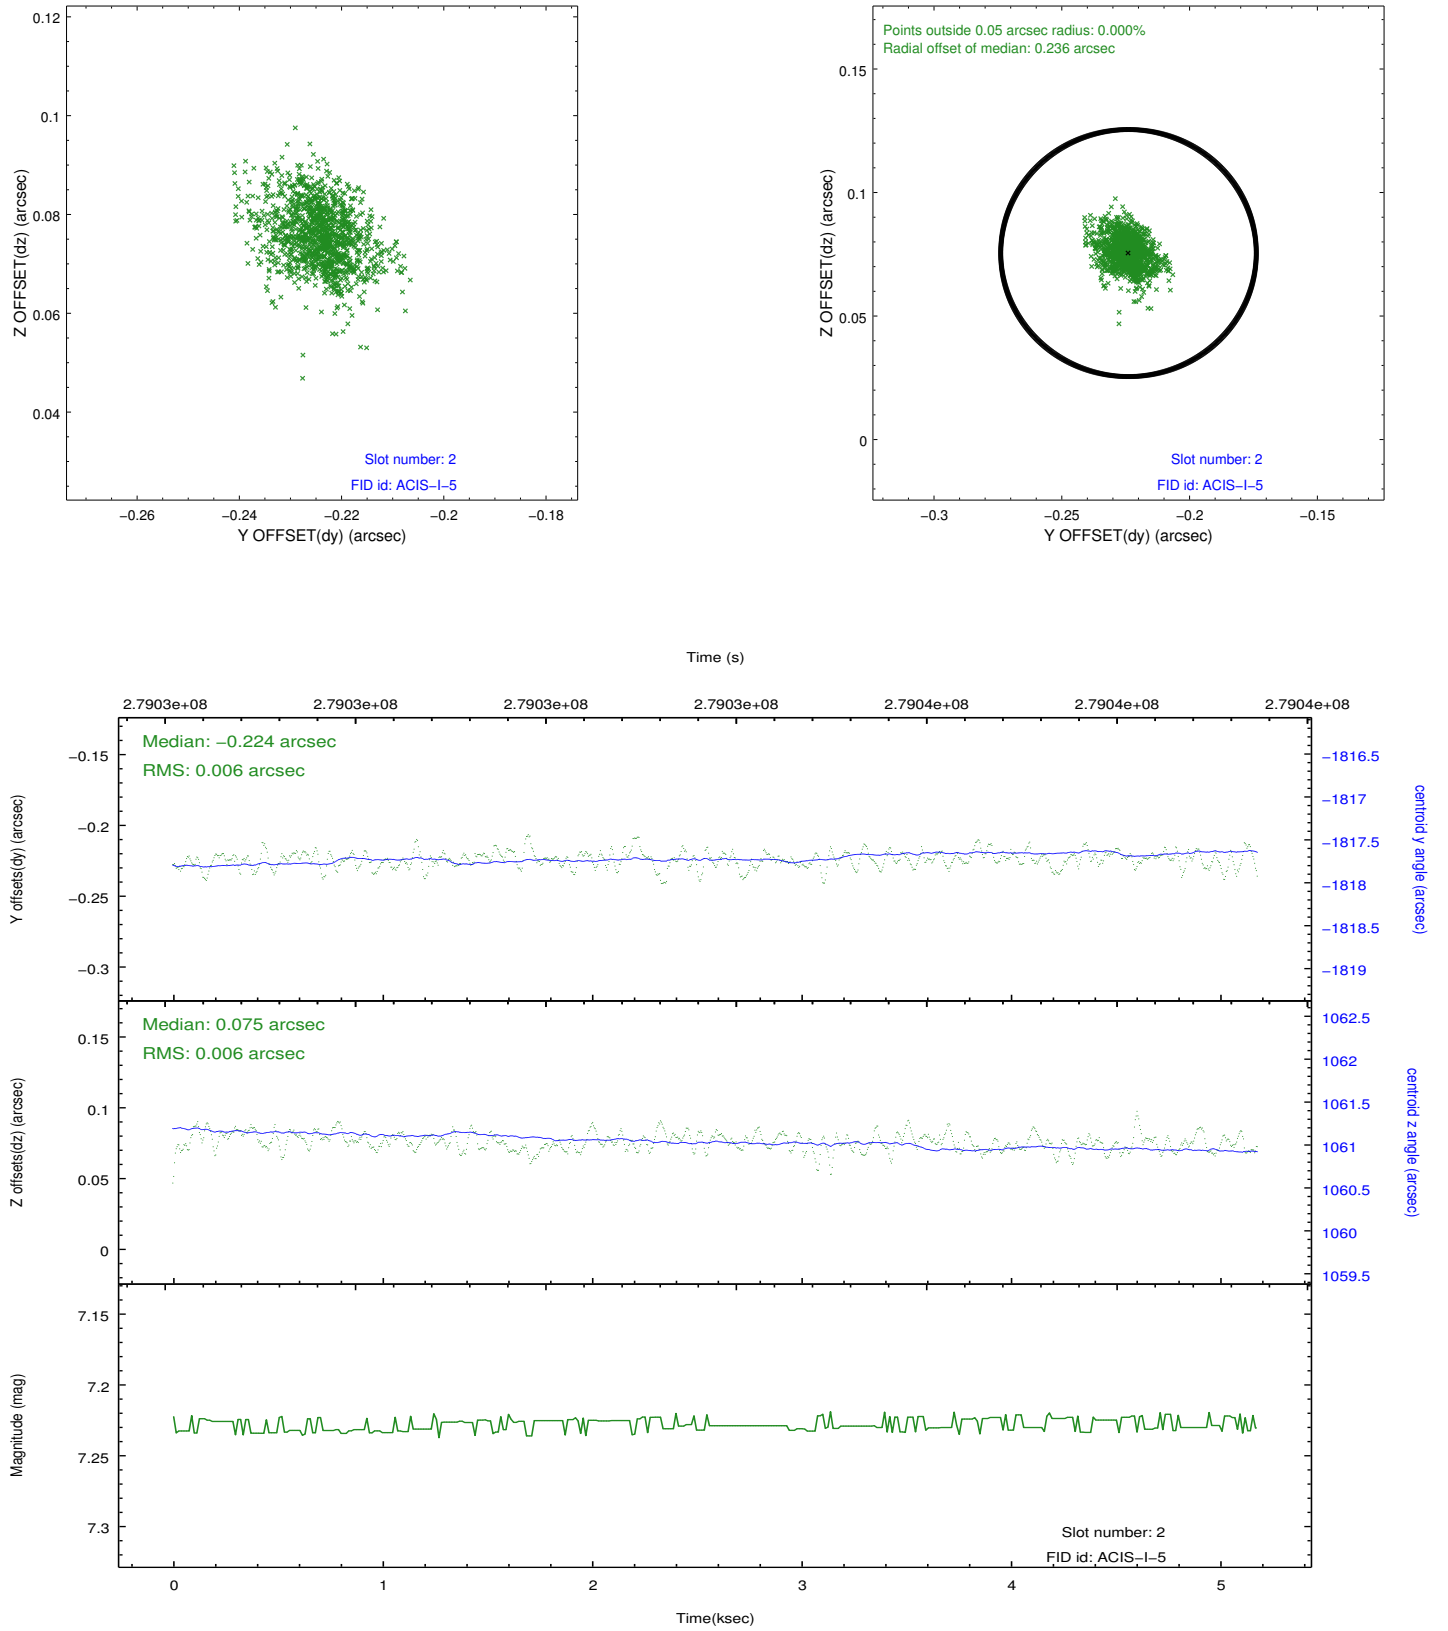 0.12
0.1
0.08
0.06
0.04
Z OFFSET(dz) (arcsec)
Slot number: 2
FID id: ACIS−I−5
−0.26 −0.24 −0.22 −0.2 −0.18
Y OFFSET(dy) (arcsec)
Points outside 0.05 arcsec radius: 0.000%
Radial offset of median: 0.236 arcsec
0.15
0.1
0.05
0
Z OFFSET(dz) (arcsec)
Slot number: 2
FID id: ACIS−I−5
−0.3 −0.25 −0.2 −0.15
Y OFFSET(dy) (arcsec)
Time (s)
2.7903e+08 2.7903e+08 2.7903e+08 2.7903e+08 2.7904e+08 2.7904e+08 2.7904e+08
Median: −0.224 arcsec
RMS: 0.006 arcsec
−0.15
−0.2
−0.25
−0.3
Y offsets(dy) (arcsec)
−1816.5
−1817
−1817.5
−1818
−1818.5
−1819
centroid y angle (arcsec)
Median: 0.075 arcsec
RMS: 0.006 arcsec
0.15
0.1
0.05
0
Z offsets(dz) (arcsec)
1062.5
1062
1061.5
1061
1060.5
1060
1059.5
centroid z angle (arcsec)
7.15
7.2
7.25
7.3
Magnitude (mag)
Slot number: 2
FID id: ACIS−I−5
0 1 2 3 4 5
Time(ksec)